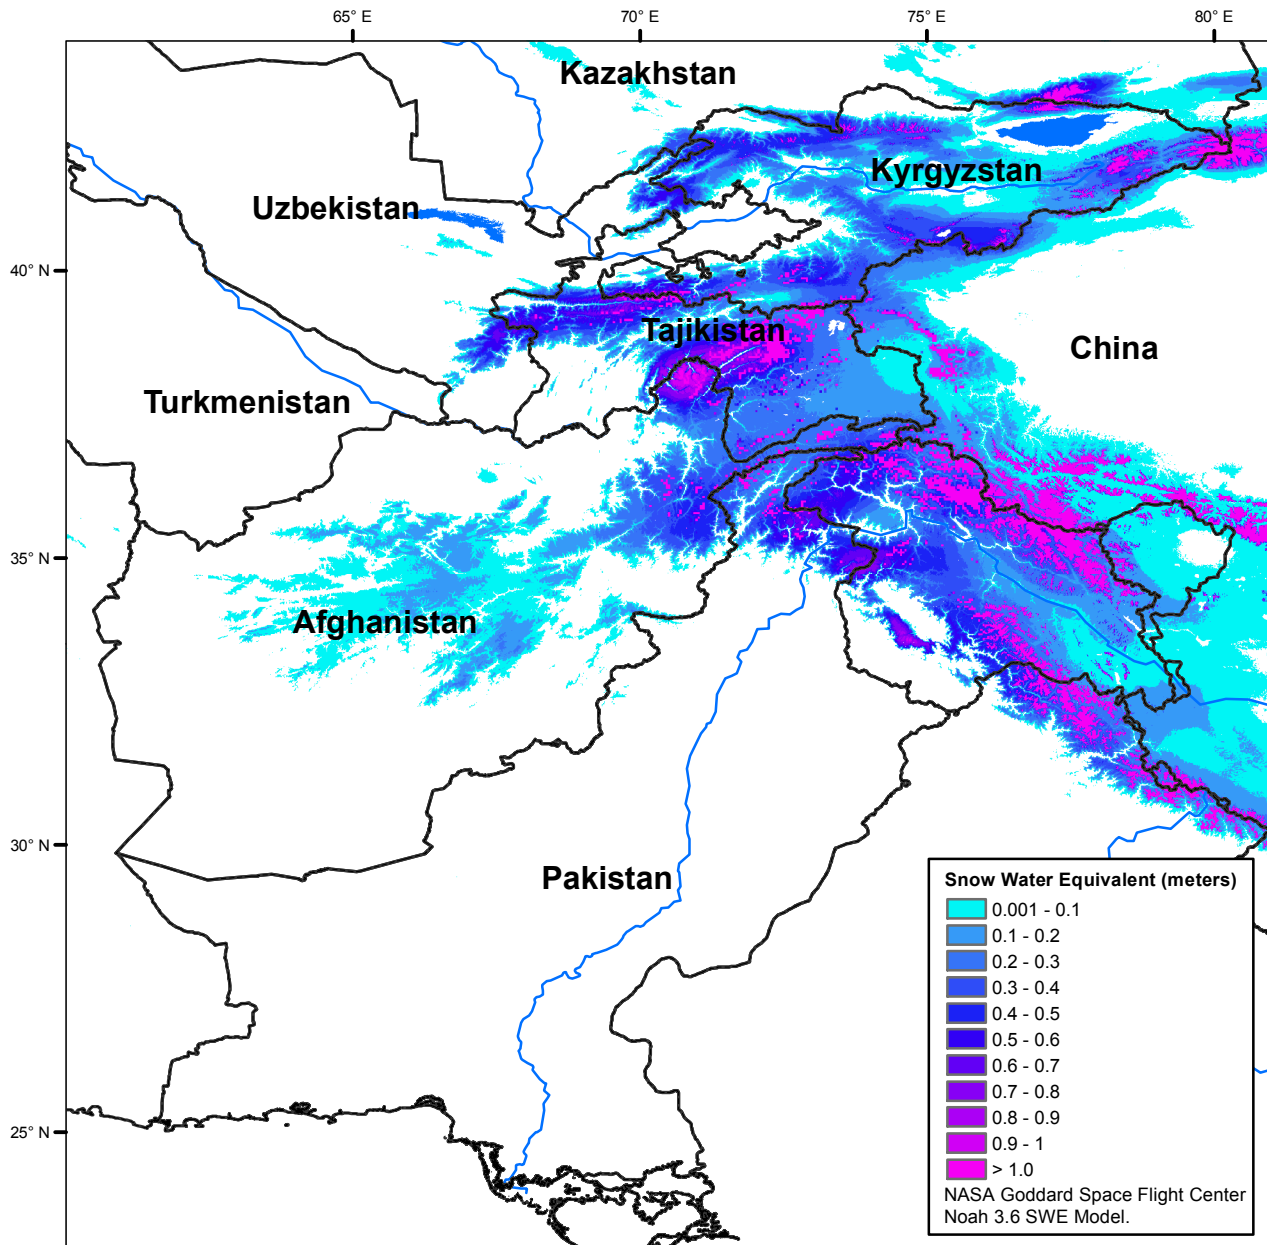 65° E
70° E
75° E
80° E
Kazakhstan
Kyrgyzstan
Uzbekistan
40° N
Tajikistan
China
Turkmenistan
35° N
Afghanistan
30° N
Pakistan
25° N
Snow Water Equivalent (meters)
0.001 - 0.1
0.1 - 0.2
0.2 - 0.3
0.3 - 0.4
0.4 - 0.5
0.5 - 0.6
0.6 - 0.7
0.7 - 0.8
0.8 - 0.9
0.9 - 1
> 1.0
NASA Goddard Space Flight Center
Noah 3.6 SWE Model.